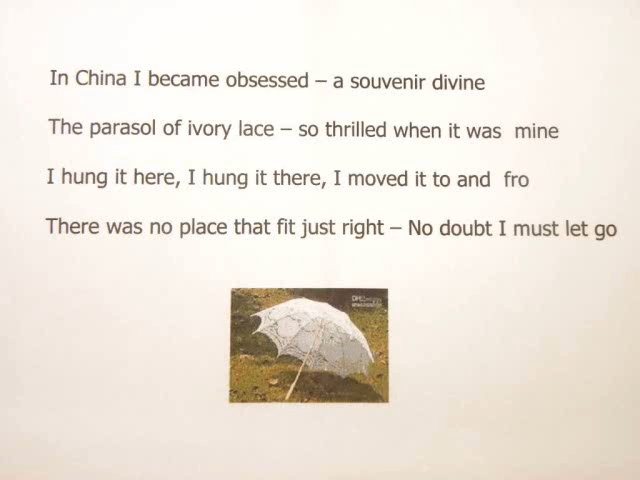 In China I became obsessed – a souvenir divine
The parasol of ivory lace – so thrilled when it was mine
I hung it here, I hung it there, I moved it to and fro
There was no place that fit just right – No doubt I must let go